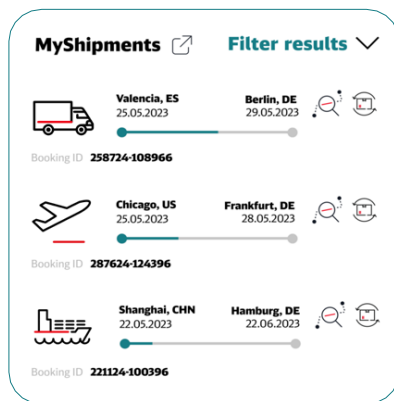 MyShipments Filter results
Valencia, ES Berlin, DE
25.05.2023 29.05.2023
Booking ID 258724-108966
Chicago, US Frankfurt, DE
25.05.2023 28.05.2023
Booking ID 287624-124396
Shanghai, CHN Hamburg, DE
22.05.2023 22.06.2023
Booking ID 221124-100396